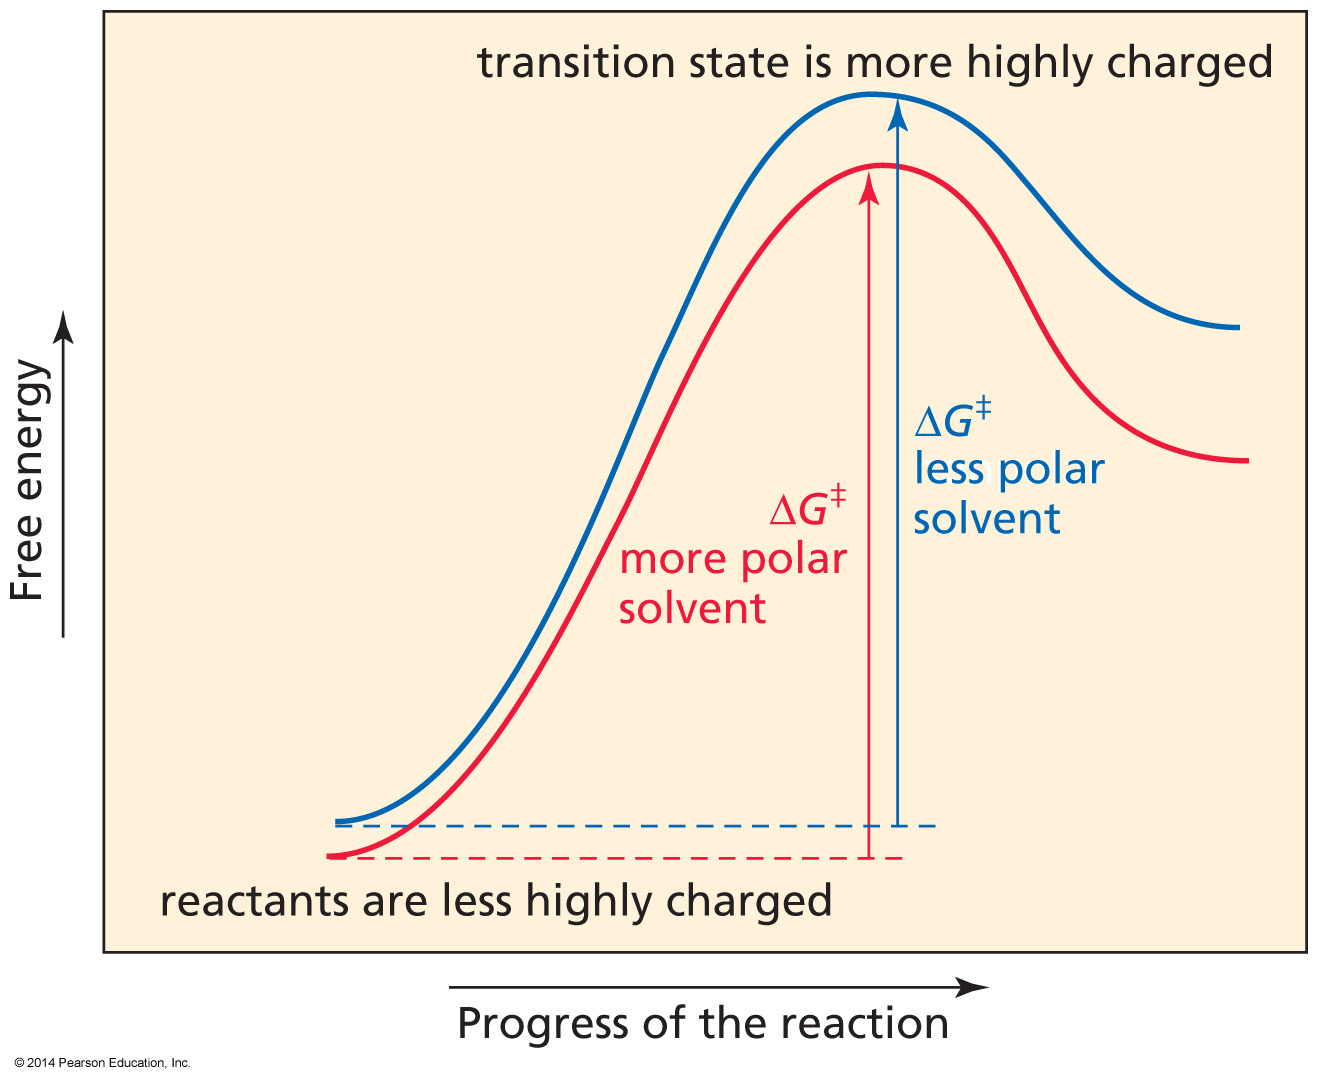 transition state is more highly charged
Free energy
ΔG‡
less polar
solvent
ΔG‡
more polar
solvent
reactants are less highly charged
Progress of the reaction
© 2014 Pearson Education, Inc.